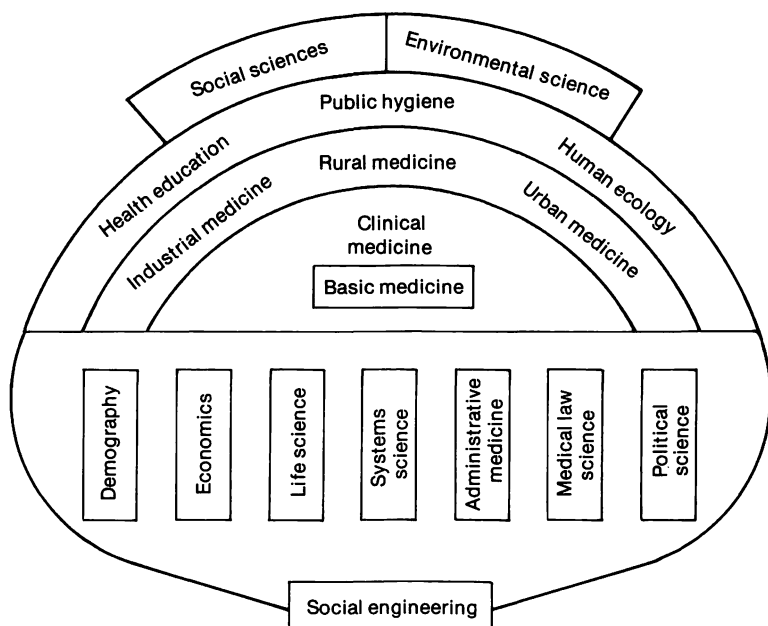 Social sciences
Environmental science
Public hygiene
Health education
Human ecology
Rural medicine
Industrial medicine
Urban medicine
Clinical
medicine
Basic medicine
Demography
Economics
Life science
Systems
science
Administrative
medicine
Medical law
science
Political
science
Social engineering